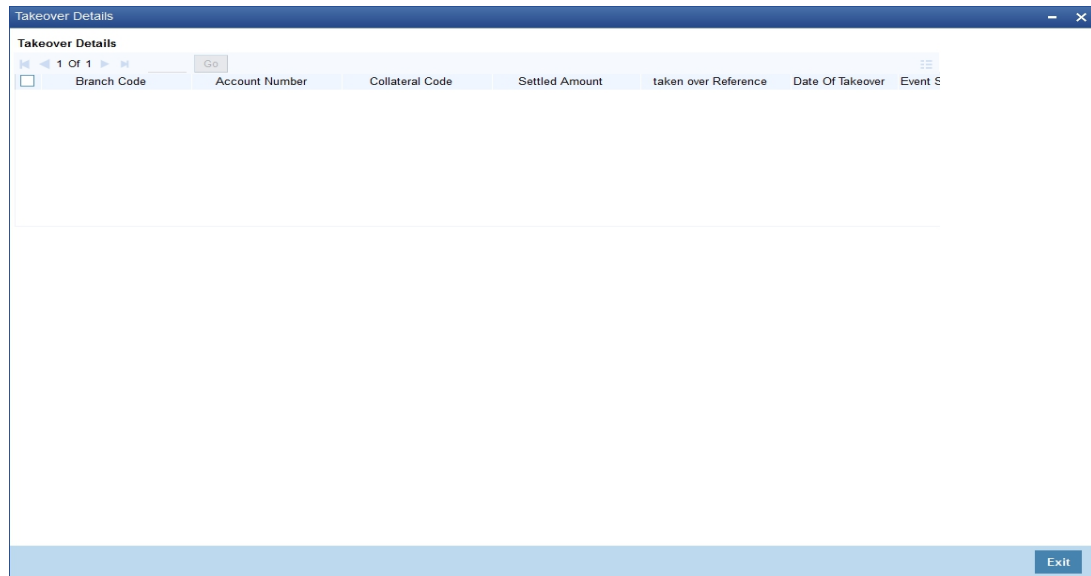 Takeover Details
Takeover Details
1 Of 1 Go
Branch Code Account Number Collateral Code Settled Amount taken over Reference Date Of Takeover Event S
Exit